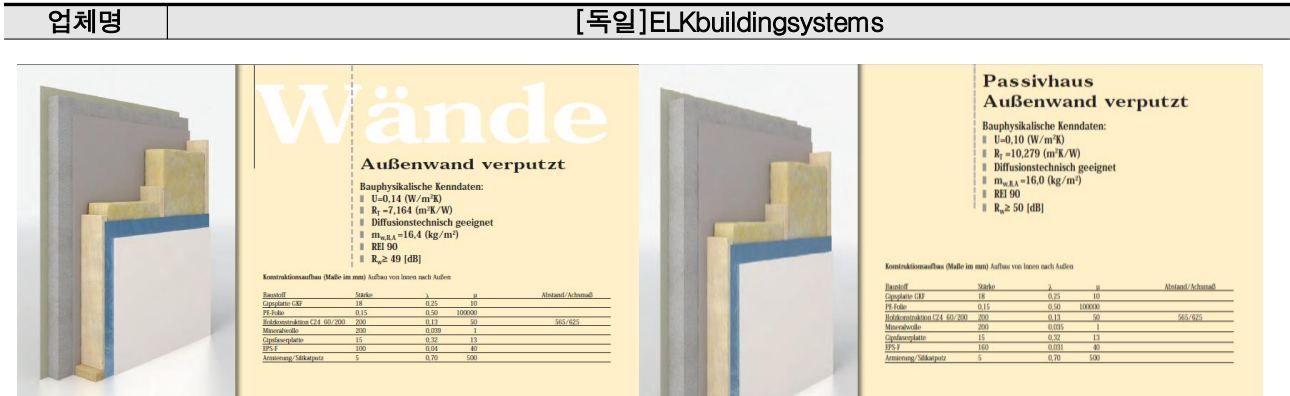 업체명 [독일]ELKbuildingsystems
Wände
Außenwand verputzt
Bauphysikalische Kenndaten:
U=0,14 (W/m²K)
R_T =7,164 (m²K/W)
Diffusionstechnisch geeignet
m_w,B,A =16,4 (kg/m²)
REI 90
R_w≥ 49 [dB]
Konstruktionsaufbau (Maße im mm) Aufbau von Innen nach Außen
Baustoff Stärke λ μ Abstand/Achsmaß
Gipsplatte GKF 18 0,25 10
PE-Folie 0,15 0,50 100000
Holzkonstruktion C24 60/200 200 0,13 50 565/625
Mineralwolle 200 0,039 1
Gipsfaserplatte 15 0,32 13
EPS-F 100 0,04 40
Armierung/Silikatputz 5 0,70 500
Passivhaus
Außenwand verputzt
Bauphysikalische Kenndaten:
U=0,10 (W/m²K)
R_T =10,279 (m²K/W)
Diffusionstechnisch geeignet
m_w,B,A =16,0 (kg/m²)
REI 90
R_w≥ 50 [dB]
Konstruktionsaufbau (Maße im mm) Aufbau von Innen nach Außen
Baustoff Stärke λ μ Abstand/Achsmaß
Gipsplatte GKF 18 0,25 10
PE-Folie 0,15 0,50 100000
Holzkonstruktion C24 60/200 200 0,13 50 565/625
Mineralwolle 200 0,035 1
Gipsfaserplatte 15 0,32 13
EPS-F 160 0,031 40
Armierung/Silikatputz 5 0,70 500